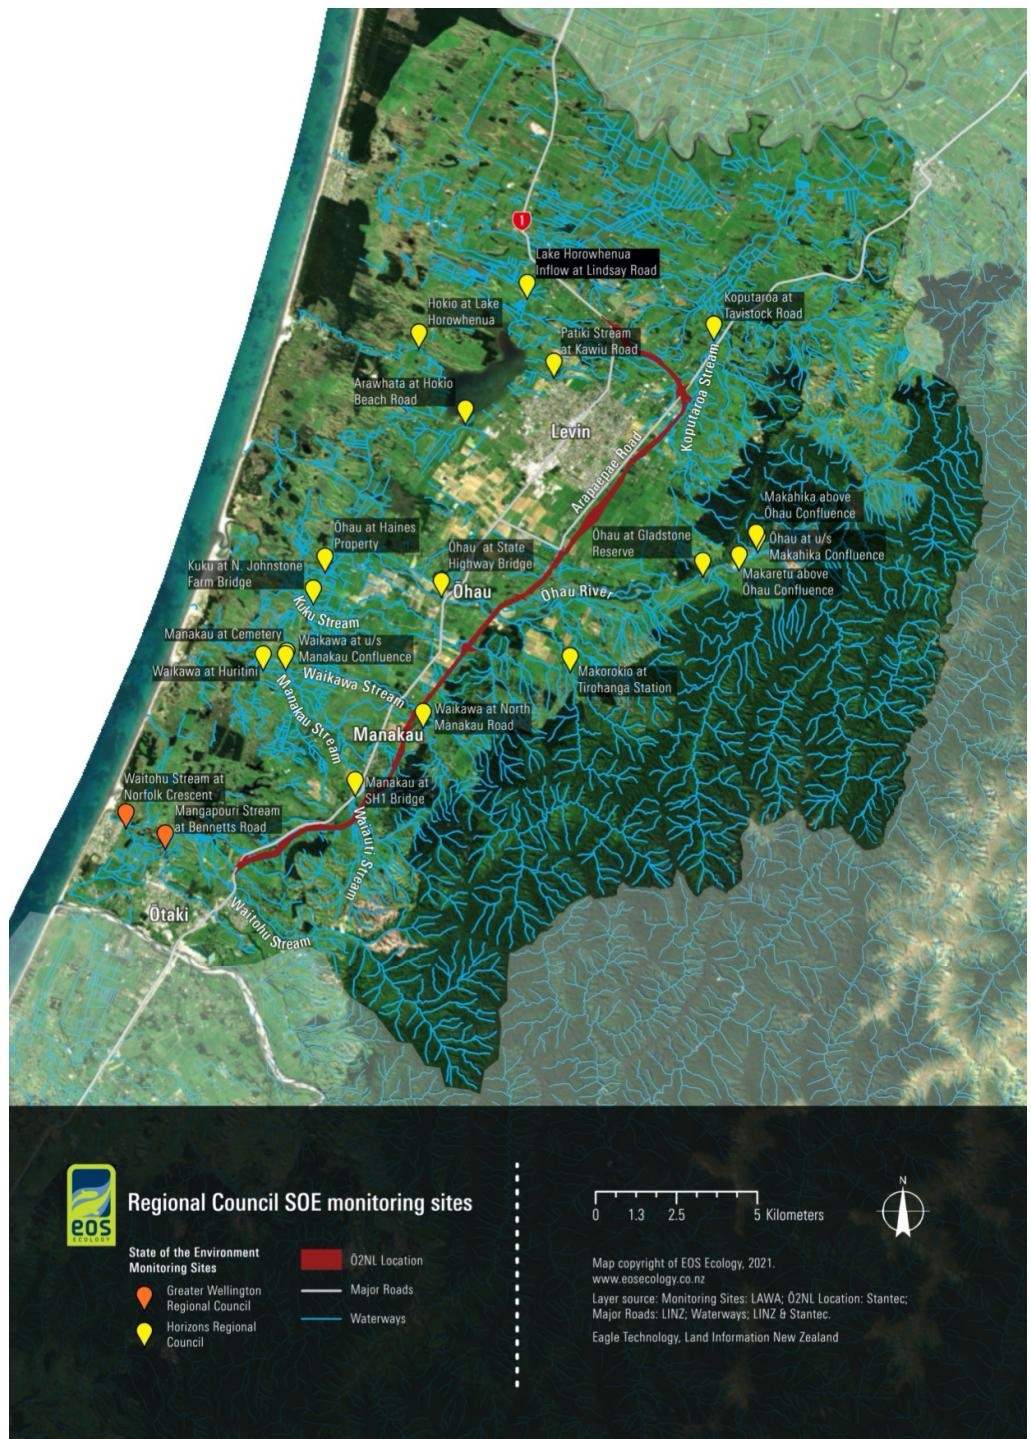 1
Lake Horowhenua
Inflow at Lindsay Road
Hokio at Lake
Horowhenua
Koputaroa at
Tavistock Road
Patiki Stream
at Kawiu Road
Arawhata at Hokio
Beach Road
Koputaroa Stream
Levin
Arapaepae Road
Makahika above
Ōhau Confluence
Ōhau at Haines
Property
Ōhau at Gladstone
Reserve
Ōhau at u/s
Makahika Confluence
Ōhau at State
Highway Bridge
Kuku at N. Johnstone
Farm Bridge
Makaretu above
Ōhau Confluence
Ōhau
Ōhau River
Kuku Stream
Manakau at Cemetery
Waikawa at u/s
Manakau Confluence
Waikawa at Huritini
Makorokio at
Tirohanga Station
Waikawa Stream
Manakau Stream
Waikawa at North
Manakau Road
Manakau
Waitohu Stream at
Norfolk Crescent
Manakau at
SH1 Bridge
Mangapouri Stream
at Bennetts Road
Waiauti Stream
Ōtaki
Waitohu Stream
eos
ECOLOGY
Regional Council SOE monitoring sites
State of the Environment
Monitoring Sites
Greater Wellington
Regional Council
Horizons Regional
Council
Ō2NL Location
Major Roads
Waterways
0 1.3 2.5 5 Kilometers
N
Map copyright of EOS Ecology, 2021.
www.eosecology.co.nz
Layer source: Monitoring Sites: LAWA; Ō2NL Location: Stantec;
Major Roads: LINZ; Waterways; LINZ & Stantec.
Eagle Technology, Land Information New Zealand